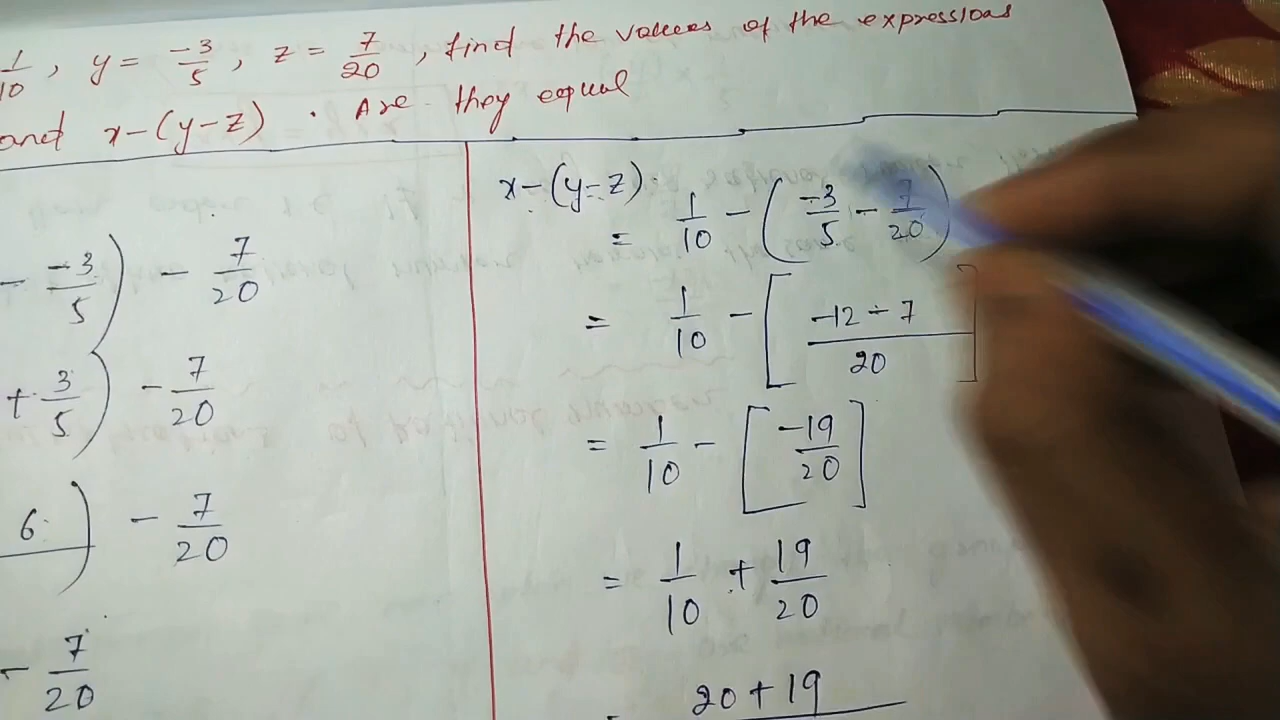 1/10, y = -3/5, z = 7/20, find the values of the expressions
and x-(y-z). Are they equal
- -3/5) - 7/20
+ 3/5) - 7/20
6) - 7/20
- 7/20
x-(y-z).
= 1/10 - (-3/5 - 7/20)
= 1/10 - [-12-7/20]
= 1/10 - [-19/20]
= 1/10 + 19/20
= 20+19